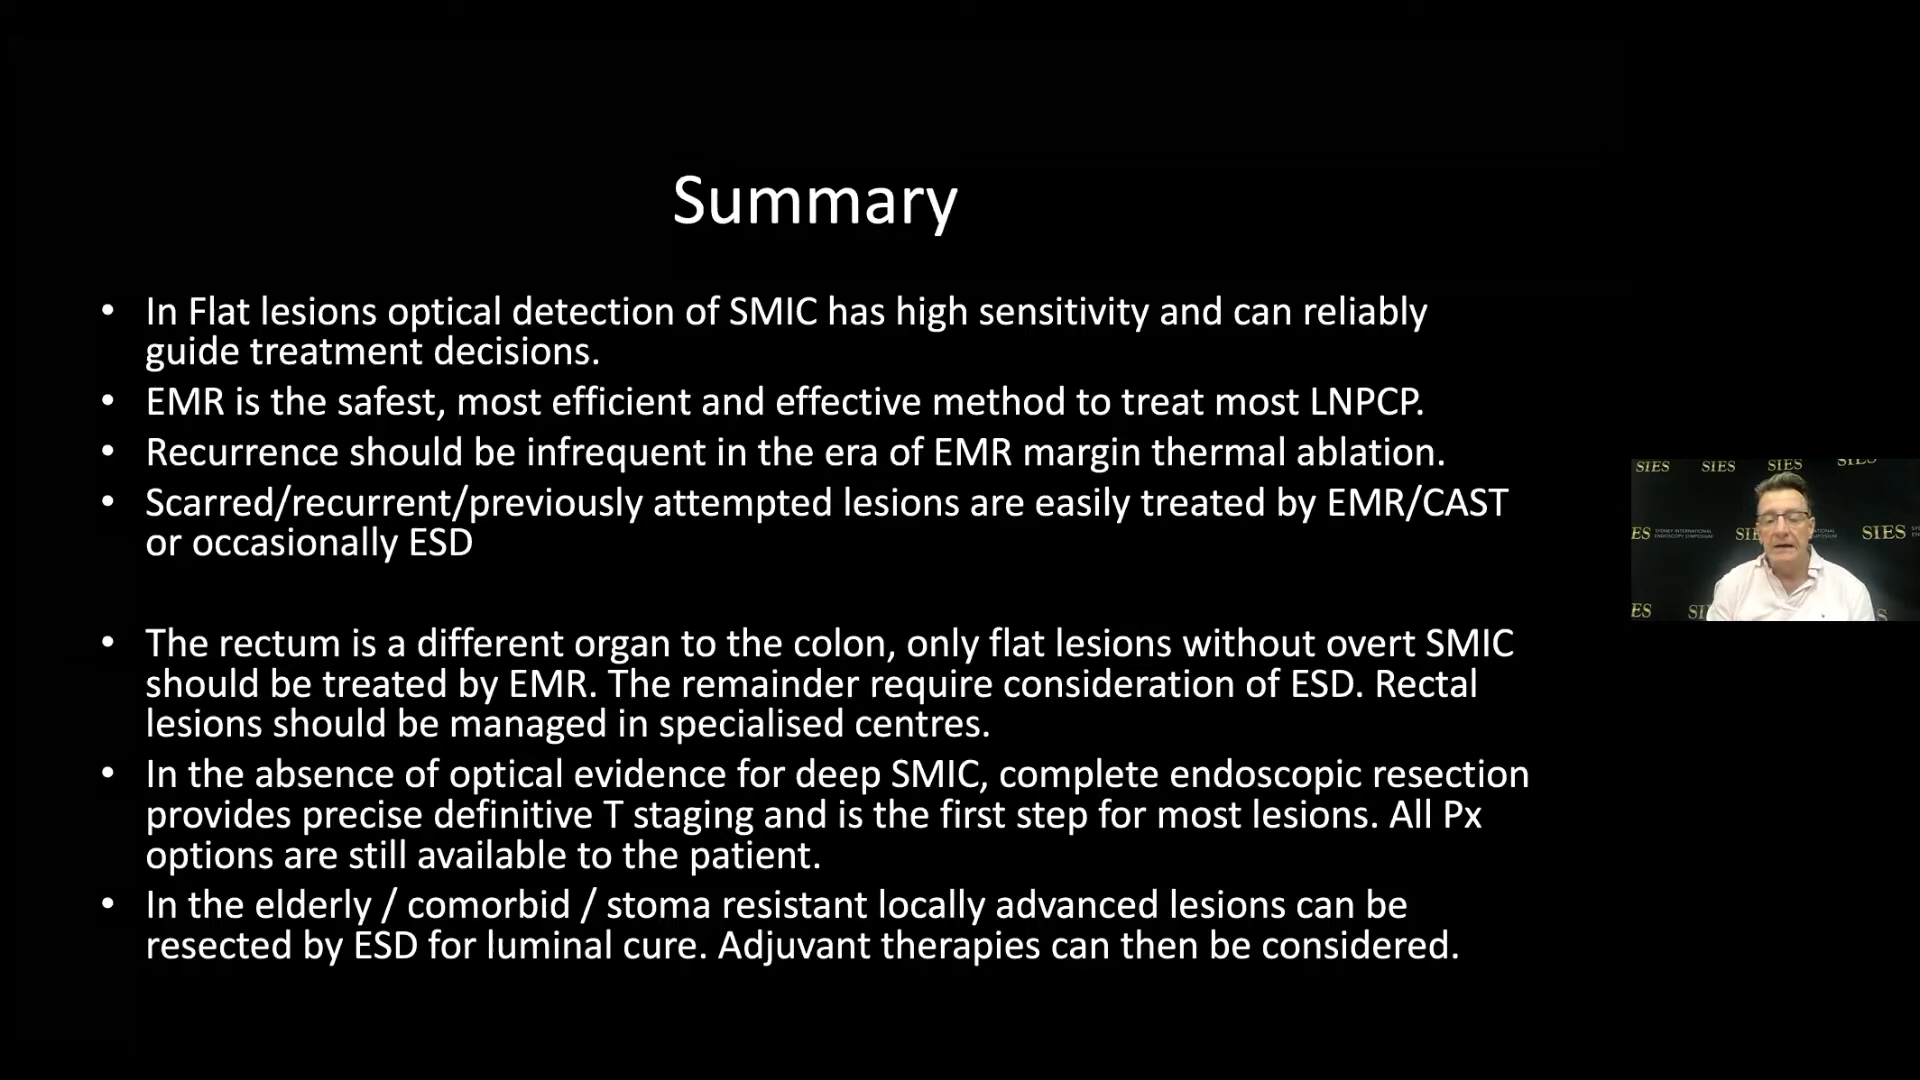 Summary
• In Flat lesions optical detection of SMIC has high sensitivity and can reliably
guide treatment decisions.
• EMR is the safest, most efficient and effective method to treat most LNPCP.
• Recurrence should be infrequent in the era of EMR margin thermal ablation.
• Scarred/recurrent/previously attempted lesions are easily treated by EMR/CAST
or occasionally ESD
• The rectum is a different organ to the colon, only flat lesions without overt SMIC
should be treated by EMR. The remainder require consideration of ESD. Rectal
lesions should be managed in specialised centres.
• In the absence of optical evidence for deep SMIC, complete endoscopic resection
provides precise definitive T staging and is the first step for most lesions. All Px
options are still available to the patient.
• In the elderly / comorbid / stoma resistant locally advanced lesions can be
resected by ESD for luminal cure. Adjuvant therapies can then be considered.
SIES SIES SIES SIES
ES SYDNEY INTERNATIONAL ENDOSCOPY SYMPOSIUM SIES
ES